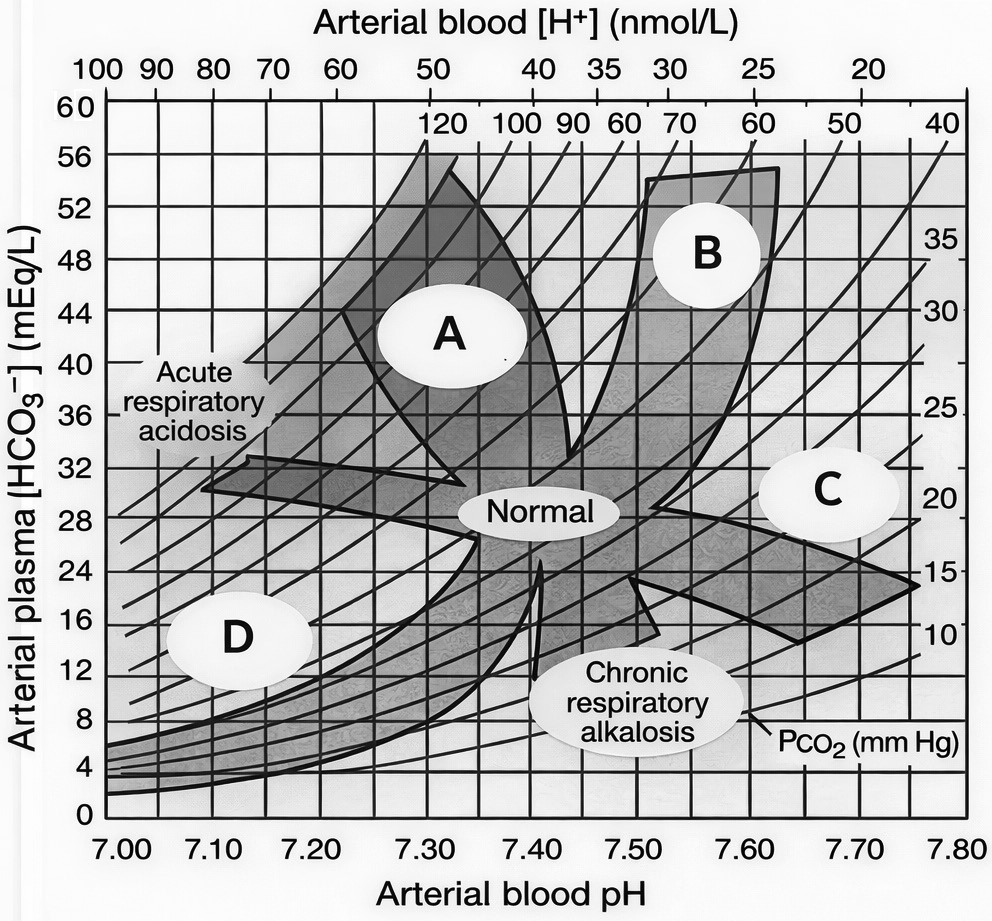 Arterial blood [H⁺] (nmol/L)
100 90 80 70 60 50 40 35 30 25 20
60
120 100 90 60 70 60 50 40
56
52
48
44
40
36
32
28
24
16
12
8
4
0
35
30
25
20
15
10
Arterial plasma [HCO₃⁻] (mEq/L)
A
B
C
D
Acute
respiratory
acidosis
Normal
Chronic
respiratory
alkalosis
PCO₂ (mm Hg)
7.00 7.10 7.20 7.30 7.40 7.50 7.60 7.70 7.80
Arterial blood pH